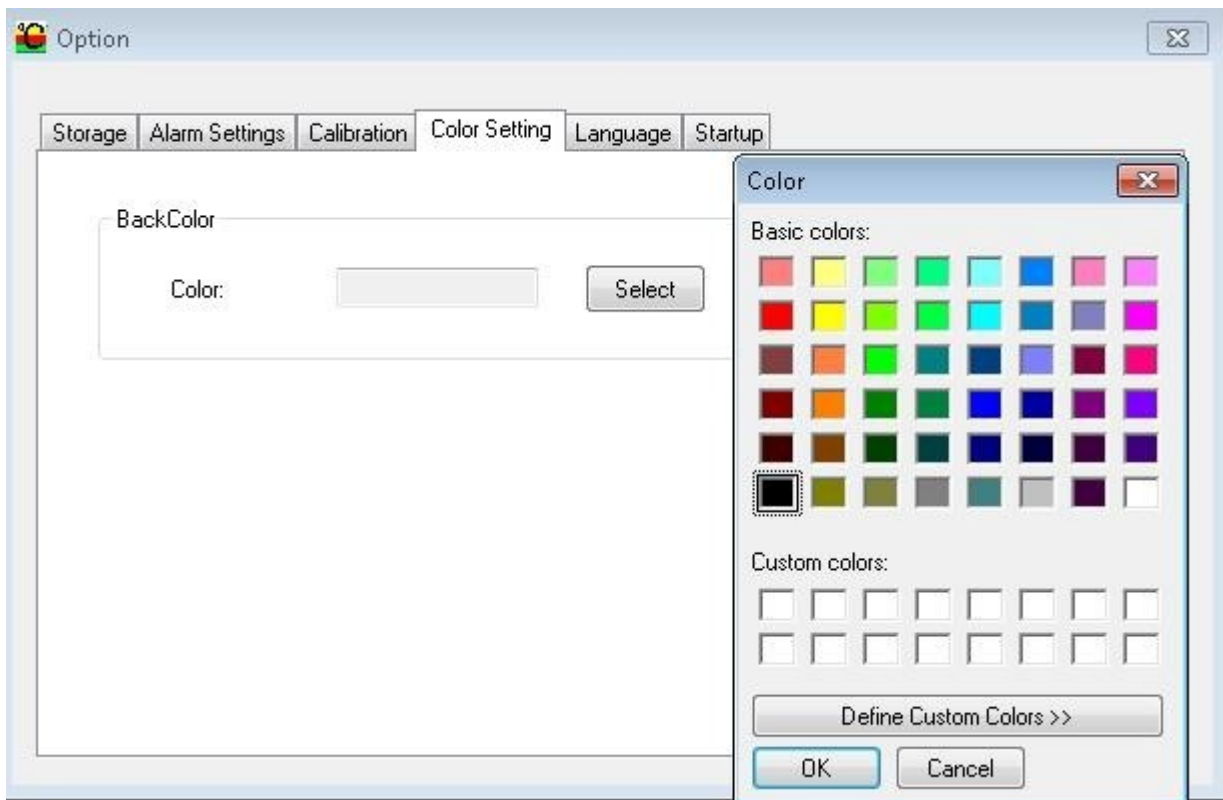 °C Option
Storage Alarm Settings Calibration Color Setting Language Startup
BackColor
Color: Select
Color
Basic colors:
Custom colors:
Define Custom Colors >>
OK Cancel